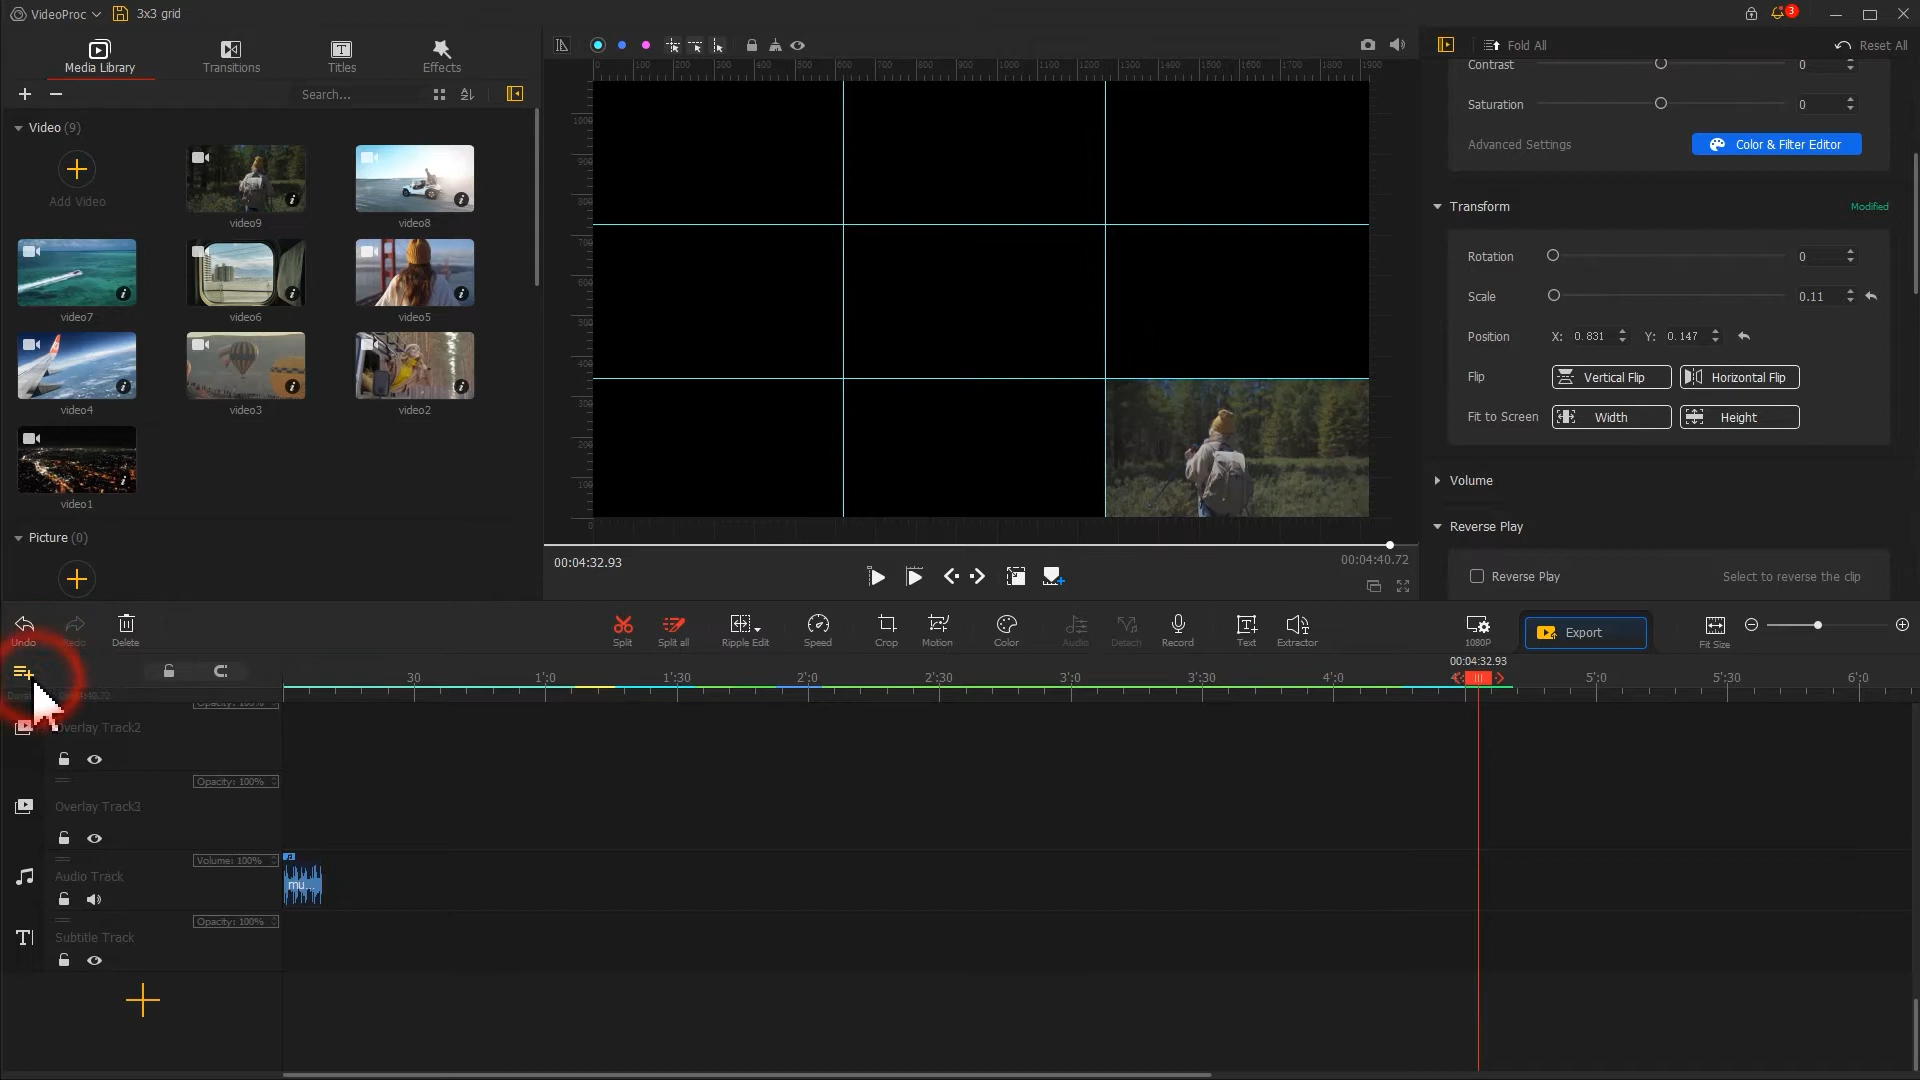 VideoProc
3x3 grid
3
Media Library
Transitions
Titles
Effects
Fold All
Reset All
Search...
Contrast
0
Saturation
0
Video (9)
Advanced Settings
Color & Filter Editor
Add Video
video9
video8
Transform
Modified
Rotation
0
Scale
0.11
video7
video6
video5
Position
X: 0.831
Y: 0.147
Flip
Vertical Flip
Horizontal Flip
video4
video3
video2
Fit to Screen
Width
Height
Volume
video1
Reverse Play
Picture (0)
00:04:32.93
00:04:40.72
Reverse Play
Select to reverse the clip
Undo
Redo
Delete
Split
Split all
Ripple Edit
Speed
Crop
Motion
Color
Audio
Detach
Record
Text
Extractor
1080P
Export
Fit Size
00:04:32.93
30
1':0
1':30
2':0
2':30
3':0
3':30
4':0
5':0
5':30
6':0
Opacity: 100%
Overlay Track2
Opacity: 100%
Overlay Track3
Volume: 100%
Audio Track
mu...
Opacity: 100%
Subtitle Track